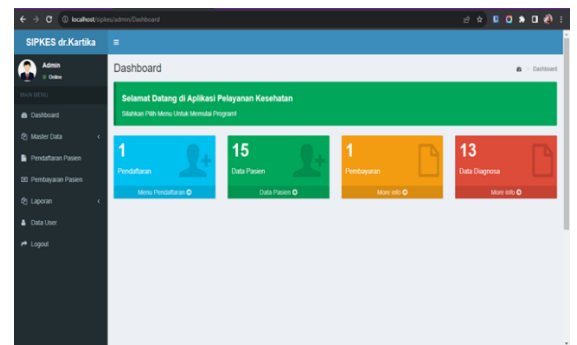 localhost/sipkes/admin/Dashboard
SIPKES dr.Kartika
Admin
Online
Dashboard
Dashboard
MAIN MENU
Dashboard
Master Data
Pendaftaran Pasien
Pembayaran Pasien
Laporan
Data User
Logout
Selamat Datang di Aplikasi Pelayanan Kesehatan
Silahkan Pilih Menu Untuk Memulai Program!
1
Pendaftaran
Menu Pendaftaran
15
Data Pasien
Data Pasien
1
Pembayaran
More info
13
Data Diagnosa
More info